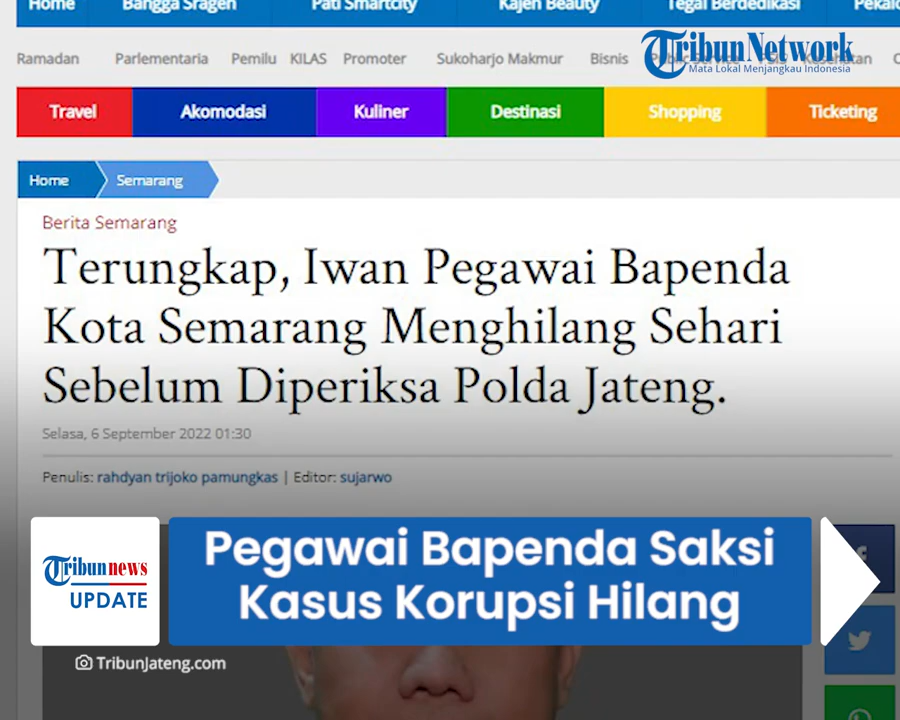 Home Bangga Sragen Pati Smartcity Kajen Beauty Tegal Berdedikasi
Ramadan Parlementaria Pemilu KILAS Promoter Sukoharjo Makmur Bisnis
Tribun Network
Mata Lokal Menjangkau Indonesia
Travel Akomodasi Kuliner Destinasi Shopping Ticketing
Home Semarang
Berita Semarang
Terungkap, Iwan Pegawai Bapenda
Kota Semarang Menghilang Sehari
Sebelum Diperiksa Polda Jateng.
Selasa, 6 September 2022 01:30
Penulis: rahdyan trijoko pamungkas | Editor: sujarwo
Tribunnews
UPDATE
Pegawai Bapenda Saksi
Kasus Korupsi Hilang
TribunJateng.com